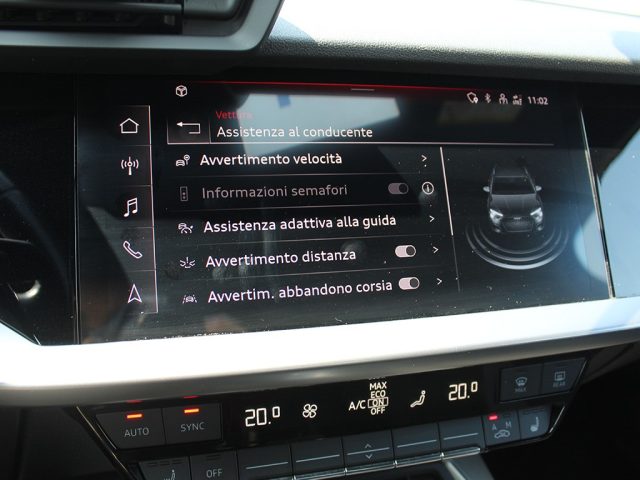 11:02
Vettura
Assistenza al conducente
Avvertimento velocità
Informazioni semafori
Assistenza adattiva alla guida
Avvertimento distanza
Avvertim. abbandono corsia
MAX
ECO
20.0 A/C ON 20.0
OFF
MAX REAR
AUTO SYNC A M
OFF